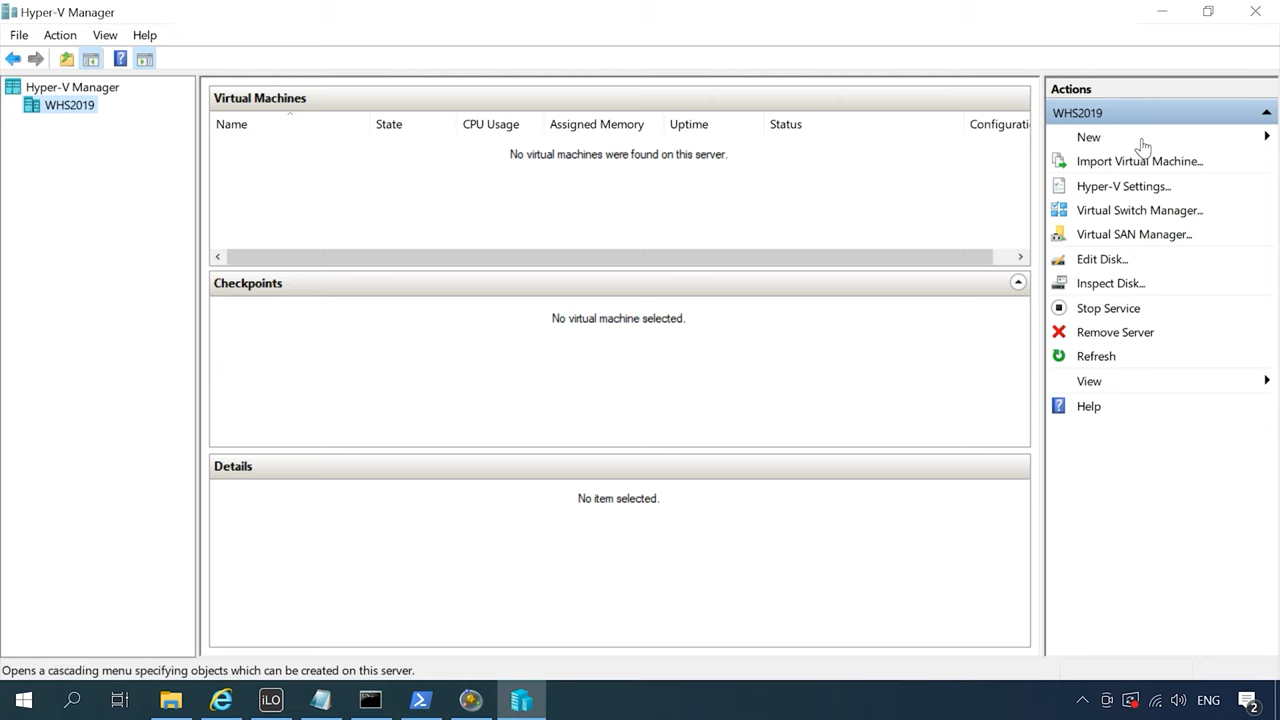 Hyper-V Manager
File Action View Help
Hyper-V Manager
WHS2019
Virtual Machines
Name State CPU Usage Assigned Memory Uptime Status Configurati
No virtual machines were found on this server.
Checkpoints
No virtual machine selected.
Details
No item selected.
Actions
WHS2019
New
Import Virtual Machine...
Hyper-V Settings...
Virtual Switch Manager...
Virtual SAN Manager...
Edit Disk...
Inspect Disk...
Stop Service
Remove Server
Refresh
View
Help
Opens a cascading menu specifying objects which can be created on this server.
iLO ENG 2